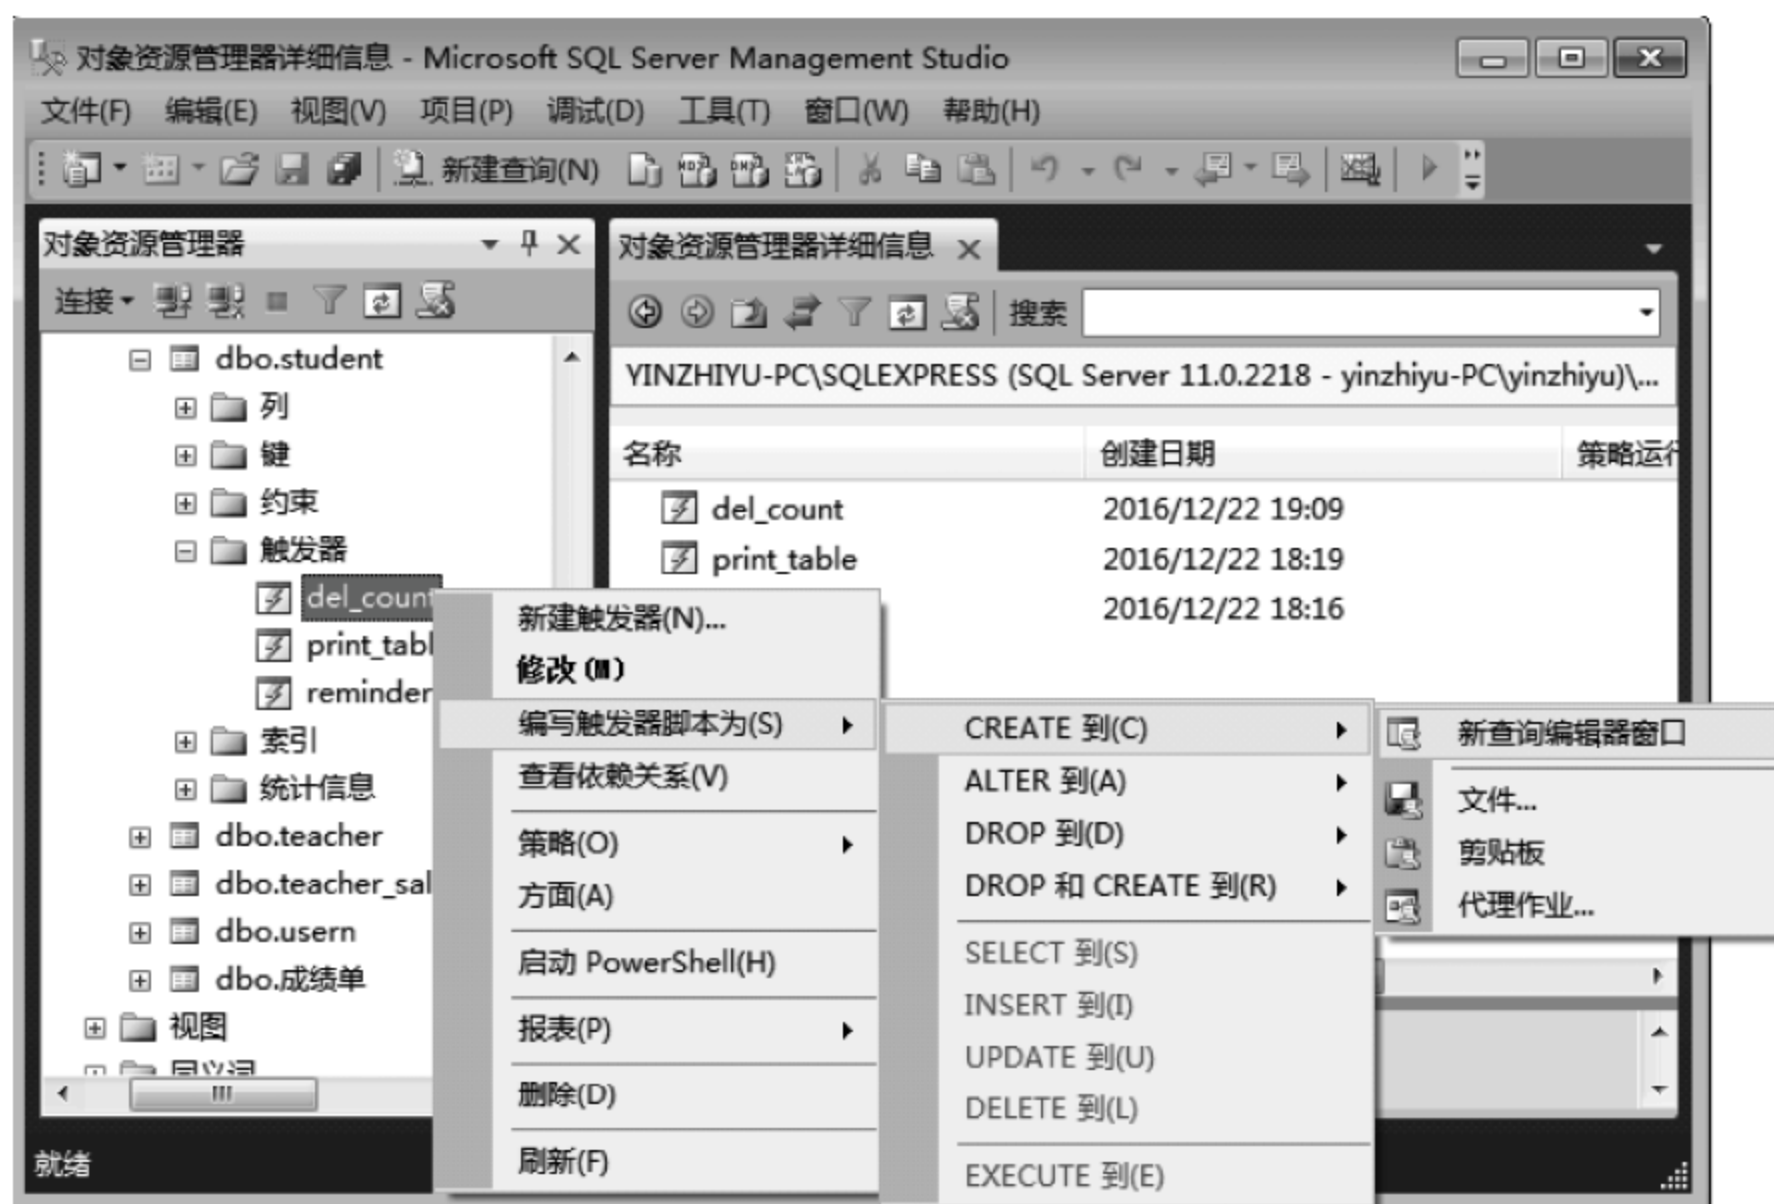 对象资源管理器详细信息 - Microsoft SQL Server Management Studio
文件(F) 编辑(E) 视图(V) 项目(P) 调试(D) 工具(T) 窗口(W) 帮助(H)
新建查询(N)
对象资源管理器
连接
dbo.student
列
键
约束
触发器
del_count
print_tabl
reminder
索引
统计信息
dbo.teacher
dbo.teacher_sal
dbo.usern
dbo.成绩单
视图
同义词
就绪
对象资源管理器详细信息
搜索
YINZHIYU-PC\SQLEXPRESS (SQL Server 11.0.2218 - yinzhiyu-PC\yinzhiyu)\...
名称 创建日期 策略运行
del_count 2016/12/22 19:09
print_table 2016/12/22 18:19
2016/12/22 18:16
新建触发器(N)...
修改(M)
编写触发器脚本为(S)
查看依赖关系(V)
策略(O)
方面(A)
启动 PowerShell(H)
报表(P)
删除(D)
刷新(F)
CREATE 到(C)
ALTER 到(A)
DROP 到(D)
DROP 和 CREATE 到(R)
SELECT 到(S)
INSERT 到(I)
UPDATE 到(U)
DELETE 到(L)
EXECUTE 到(E)
新查询编辑器窗口
文件...
剪贴板
代理作业...